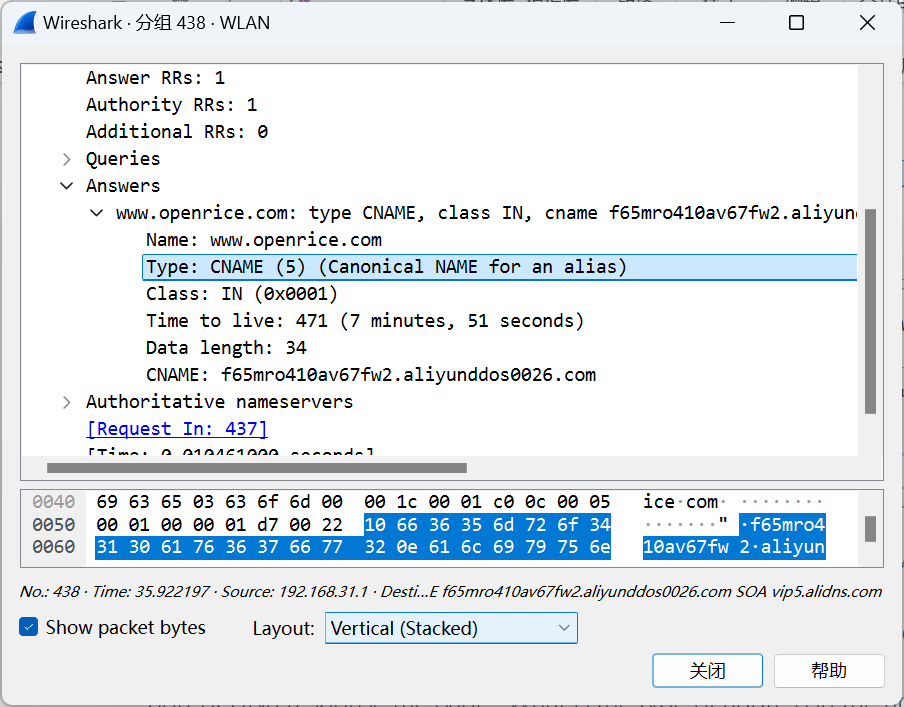 Wireshark · 分组 438 · WLAN
Answer RRs: 1
Authority RRs: 1
Additional RRs: 0
Queries
Answers
www.openrice.com: type CNAME, class IN, cname f65mro410av67fw2.aliyun
Name: www.openrice.com
Type: CNAME (5) (Canonical NAME for an alias)
Class: IN (0x0001)
Time to live: 471 (7 minutes, 51 seconds)
Data length: 34
CNAME: f65mro410av67fw2.aliyunddos0026.com
Authoritative nameservers
[Request In: 437]
[Time: 0.010461000 seconds]
0040 69 63 65 03 63 6f 6d 00 00 1c 00 01 c0 0c 00 05 ice·com· ········
0050 00 01 00 00 01 d7 00 22 10 66 36 35 6d 72 6f 34 ·······" ·f65mro4
0060 31 30 61 76 36 37 66 77 32 0e 61 6c 69 79 75 6e 10av67fw 2·aliyun
No.: 438 · Time: 35.922197 · Source: 192.168.31.1 · Desti...E f65mro410av67fw2.aliyunddos0026.com SOA vip5.alidns.com
Show packet bytes Layout: Vertical (Stacked)
关闭 帮助